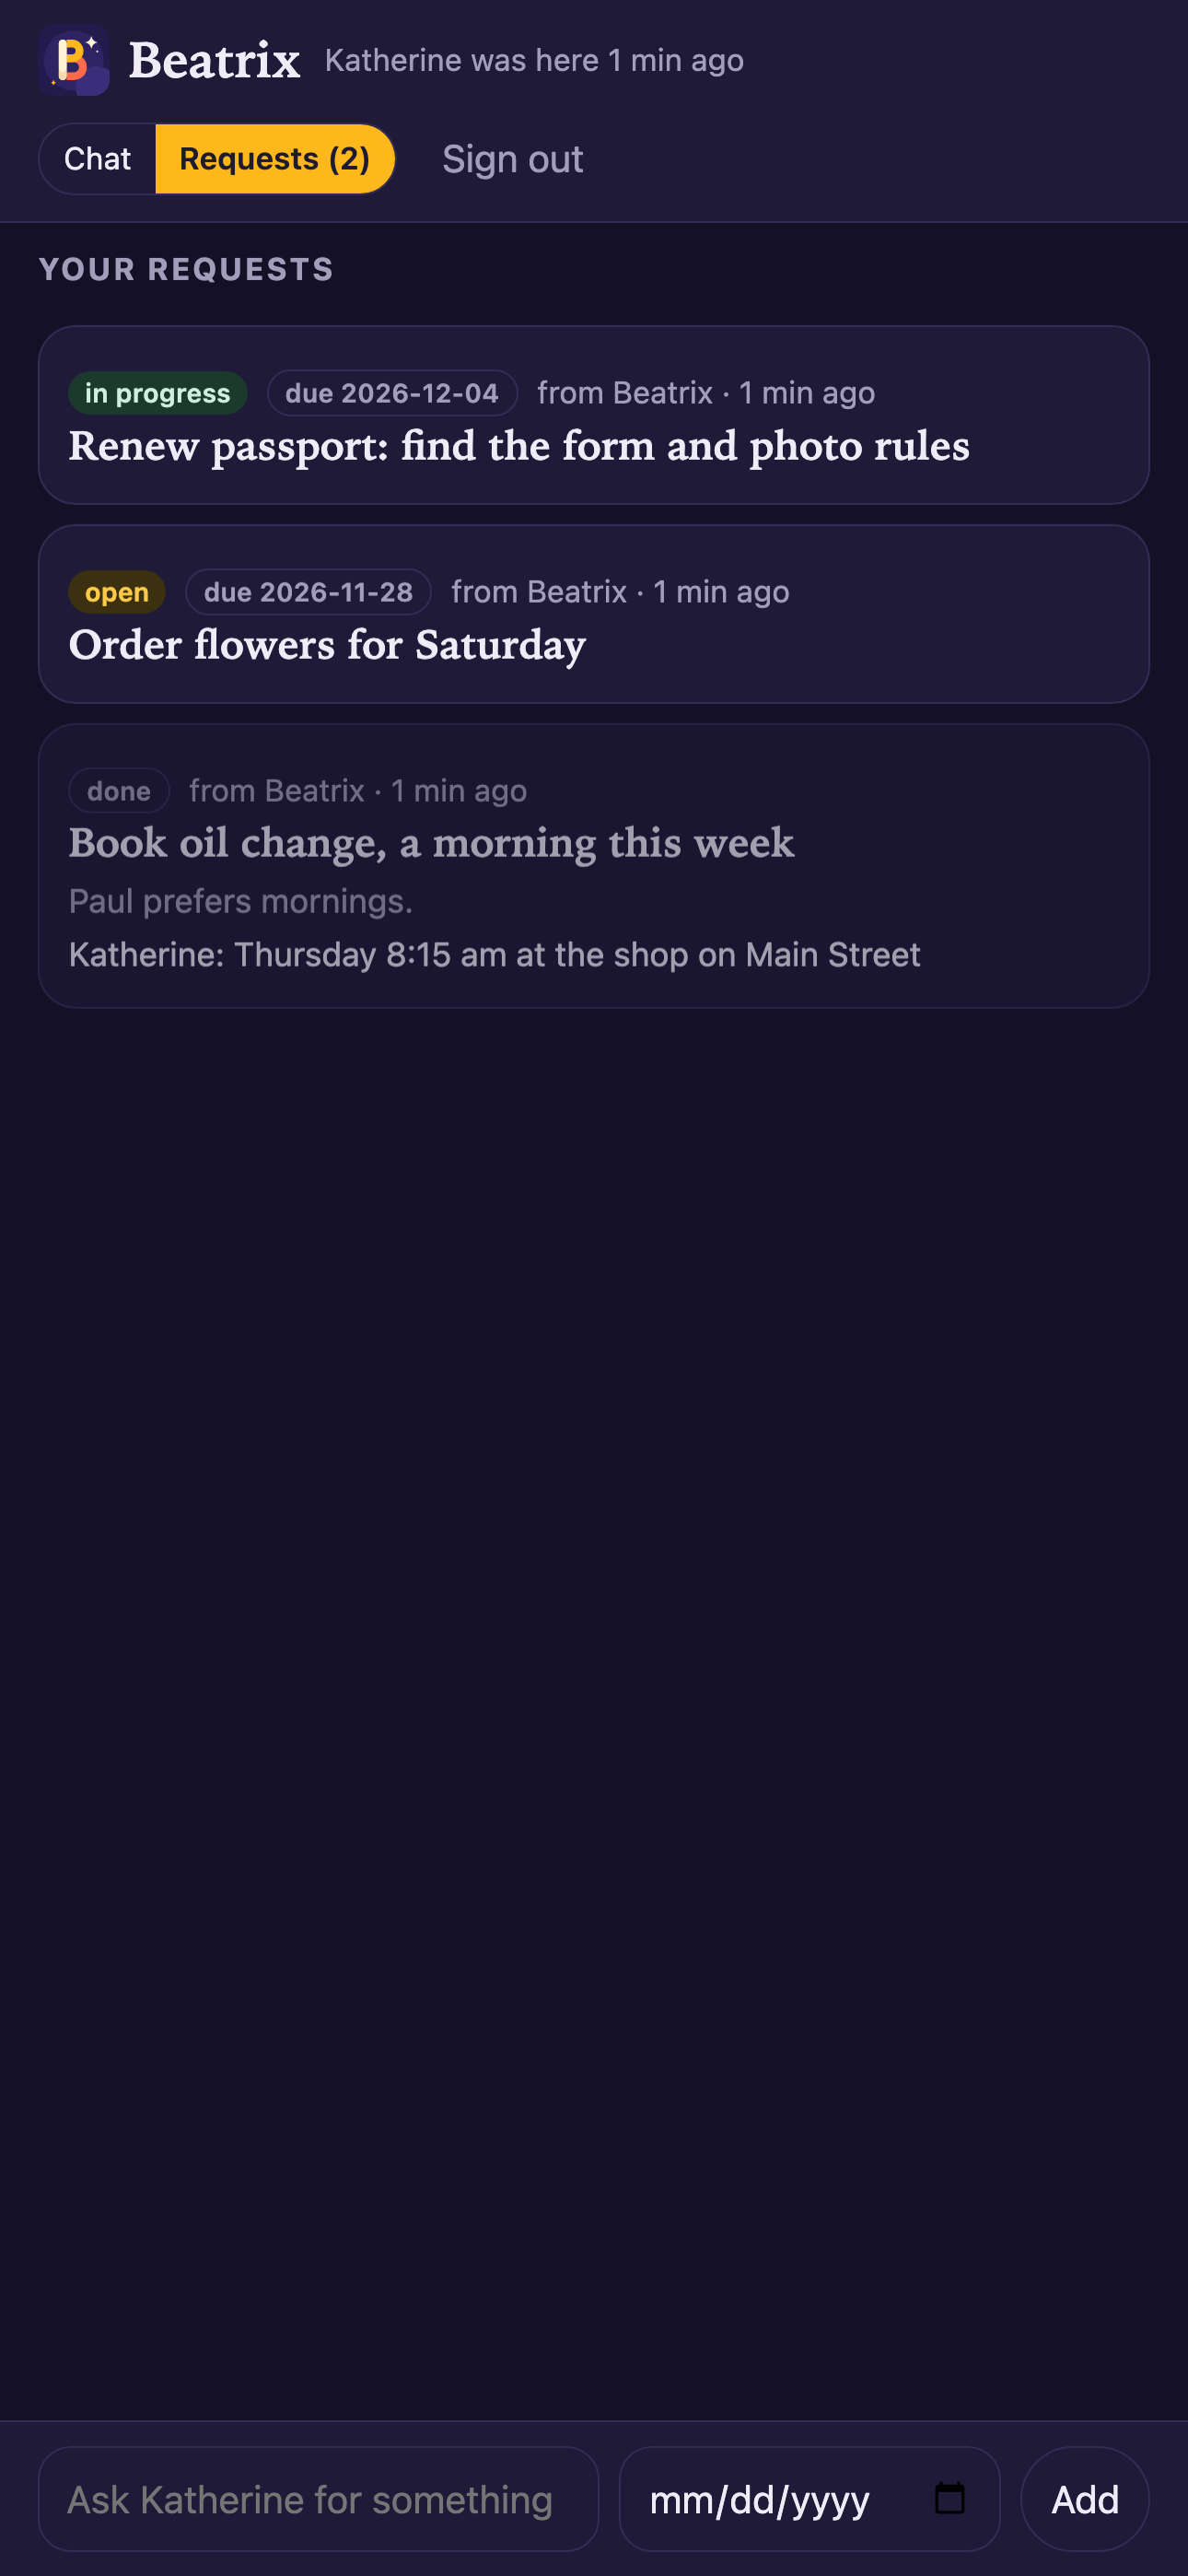 B Beatrix Katherine was here 1 min ago
Chat Requests (2) Sign out
YOUR REQUESTS
in progress due 2026-12-04 from Beatrix · 1 min ago
Renew passport: find the form and photo rules
open due 2026-11-28 from Beatrix · 1 min ago
Order flowers for Saturday
done from Beatrix · 1 min ago
Book oil change, a morning this week
Paul prefers mornings.
Katherine: Thursday 8:15 am at the shop on Main Street
Ask Katherine for something mm/dd/yyyy Add